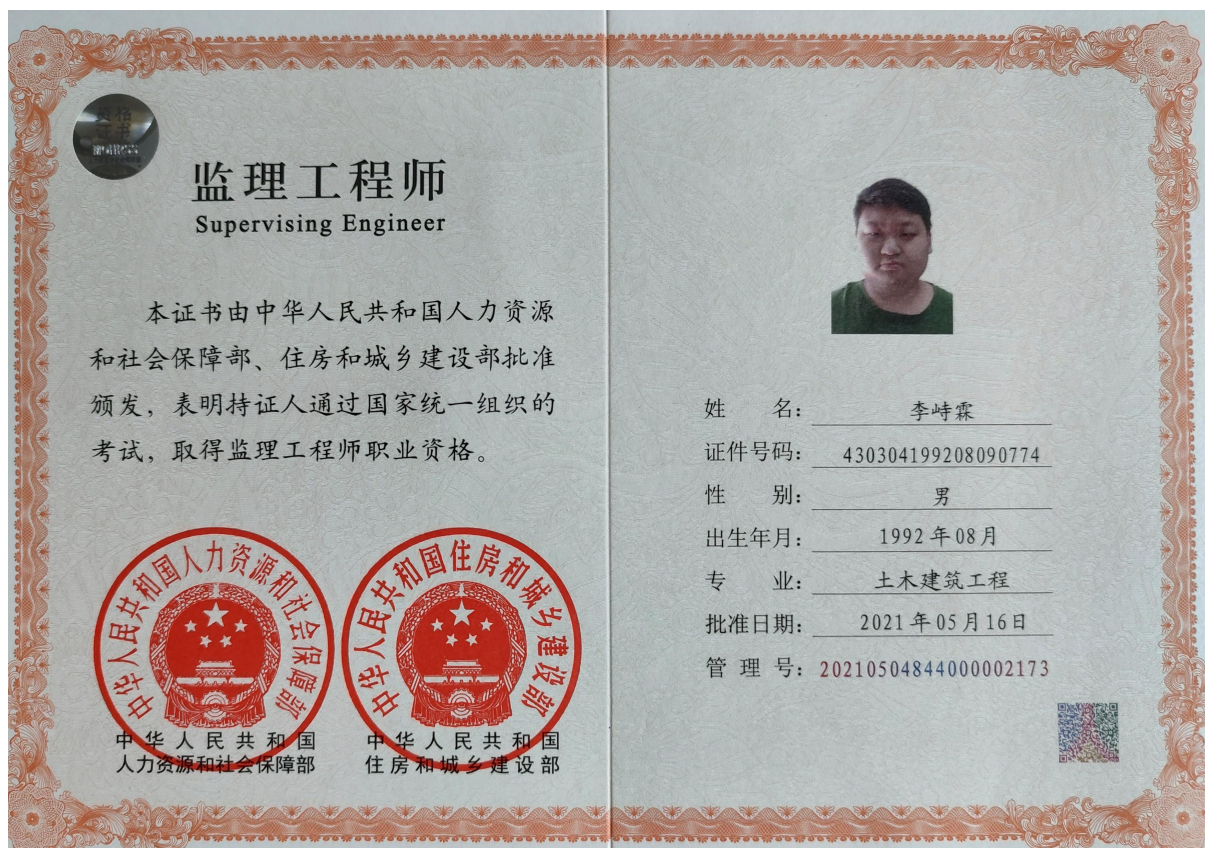 资格
证书
监理工程师
Supervising Engineer
本证书由中华人民共和国人力资源
和社会保障部、住房和城乡建设部批准
颁发，表明持证人通过国家统一组织的
考试，取得监理工程师职业资格。
中华人民共和国人力资源和社会保障部
中华人民共和国
人力资源和社会保障部
中华人民共和国住房和城乡建设部
中华人民共和国
住房和城乡建设部
姓名：李峙霖
证件号码：430304199208090774
性别：男
出生年月：1992年08月
专业：土木建筑工程
批准日期：2021年05月16日
管理号：20210504844000002173